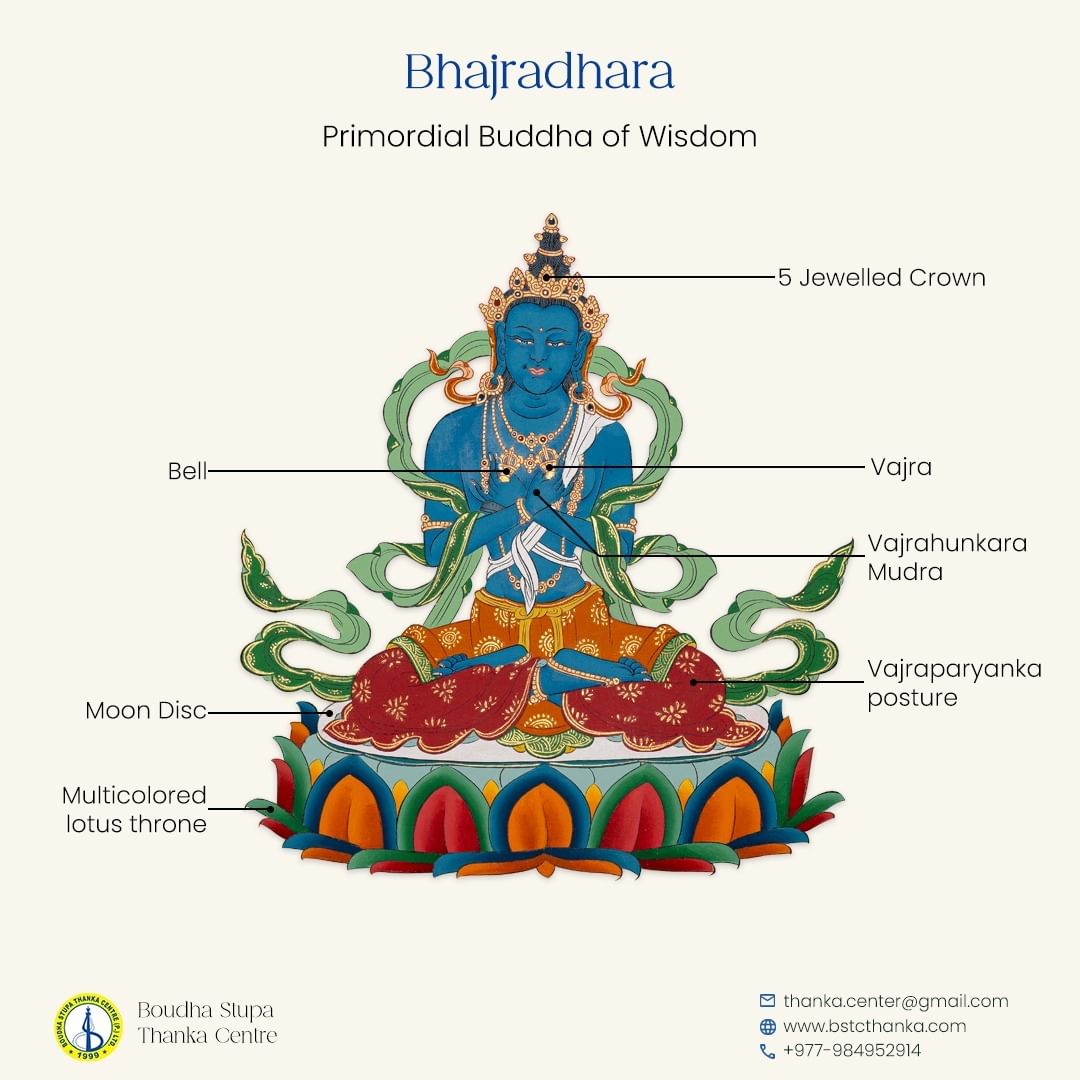 Bhajradhara
Primordial Buddha of Wisdom
5 Jewelled Crown
Bell
Vajra
Vajrahunkara
Mudra
Vajraparyanka
posture
Moon Disc
Multicolored
lotus throne
BOUDHA STUPA THANKA CENTRE (P.) LTD.
1999
Boudha Stupa
Thanka Centre
thanka.center@gmail.com
www.bstcthanka.com
+977-984952914